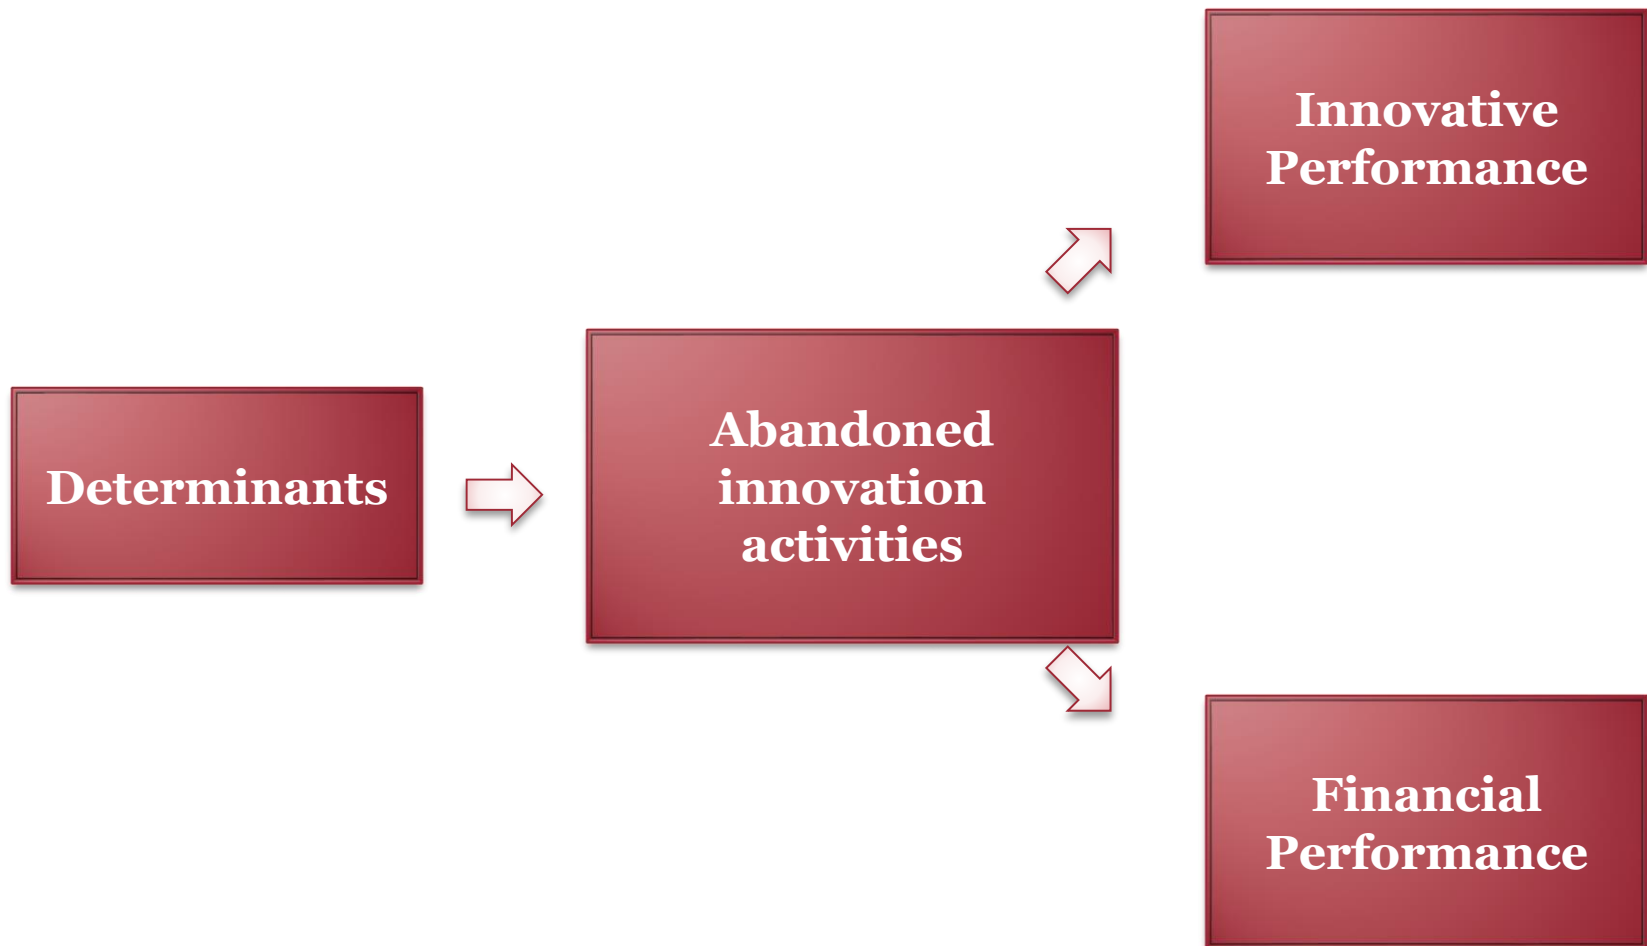 Determinants
Abandoned
innovation
activities
Innovative
Performance
Financial
Performance